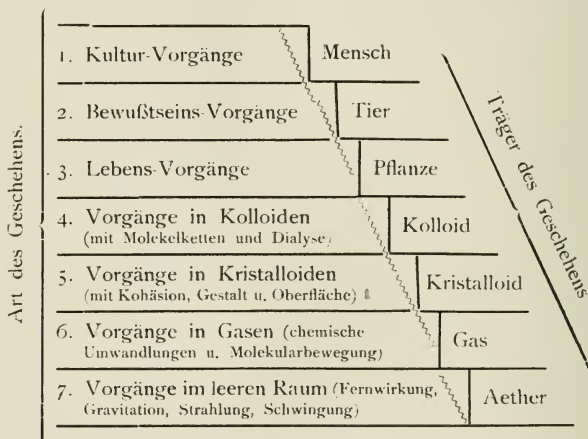 Art des Geschehens.
1. Kultur-Vorgänge Mensch
2. Bewußtseins-Vorgänge Tier
3. Lebens-Vorgänge Pflanze
4. Vorgänge in Kolloiden Kolloid
(mit Molekelketten und Dialyse)
5. Vorgänge in Kristalloiden Kristalloid
(mit Kohäsion, Gestalt u. Oberfläche)
6. Vorgänge in Gasen (chemische Gas
Umwandlungen u. Molekularbewegung)
7. Vorgänge im leeren Raum (Fernwirkung, Aether
Gravitation, Strahlung, Schwingung)
Träger des Geschehens